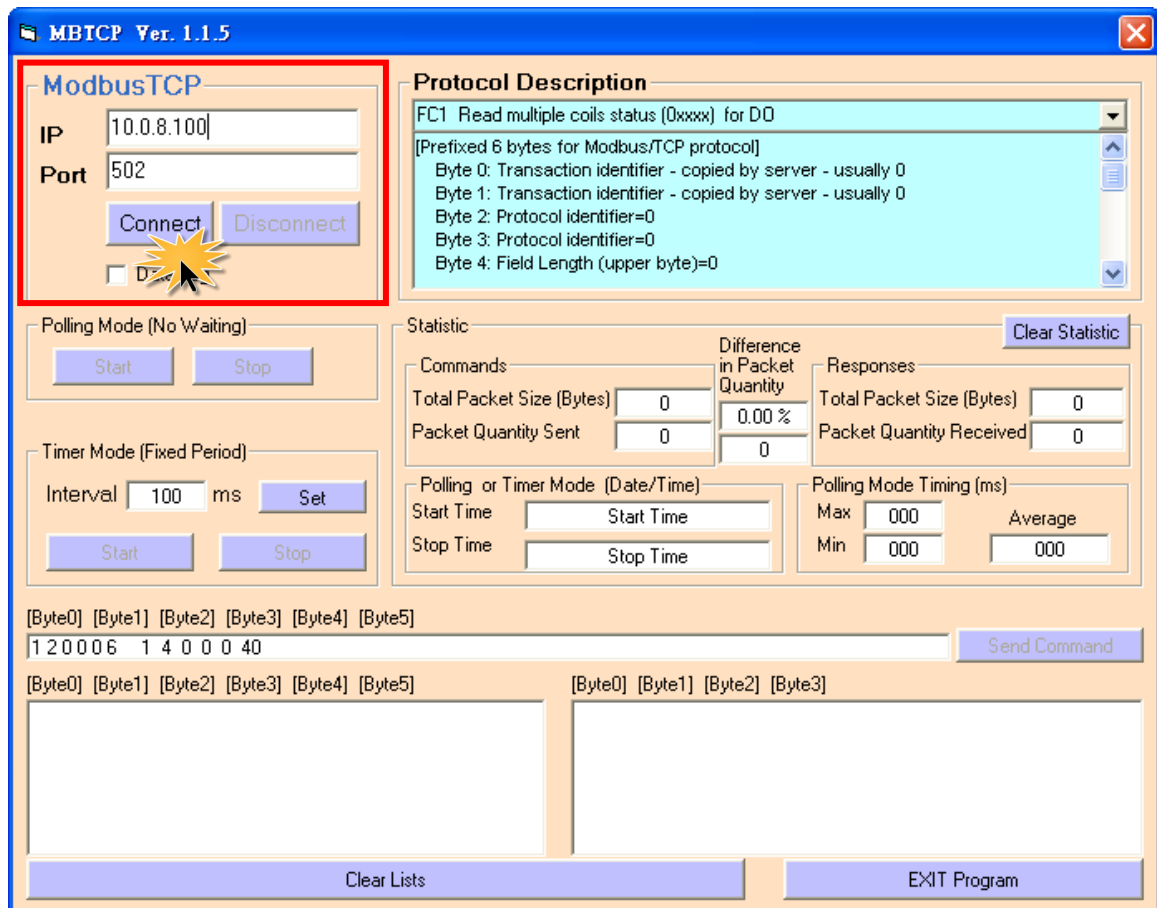 MBTCP Ver. 1.1.5
ModbusTCP
IP 10.0.8.100
Port 502
Connect Disconnect
Protocol Description
FC1 Read multiple coils status (0xxxx) for DO
[Prefixed 6 bytes for Modbus/TCP protocol]
Byte 0: Transaction identifier - copied by server - usually 0
Byte 1: Transaction identifier - copied by server - usually 0
Byte 2: Protocol identifier=0
Byte 3: Protocol identifier=0
Byte 4: Field Length (upper byte)=0
Polling Mode (No Waiting)
Start Stop
Timer Mode (Fixed Period)
Interval 100 ms Set
Start Stop
Statistic
Clear Statistic
Commands
Total Packet Size (Bytes) 0
Packet Quantity Sent 0
Difference
in Packet
Quantity
0.00 %
0
Responses
Total Packet Size (Bytes) 0
Packet Quantity Received 0
Polling or Timer Mode (Date/Time)
Start Time Start Time
Stop Time Stop Time
Polling Mode Timing (ms)
Max 000
Min 000
Average
000
[Byte0] [Byte1] [Byte2] [Byte3] [Byte4] [Byte5]
1 2 0 0 0 6 1 4 0 0 0 40
Send Command
[Byte0] [Byte1] [Byte2] [Byte3] [Byte4] [Byte5]
[Byte0] [Byte1] [Byte2] [Byte3]
Clear Lists
EXIT Program